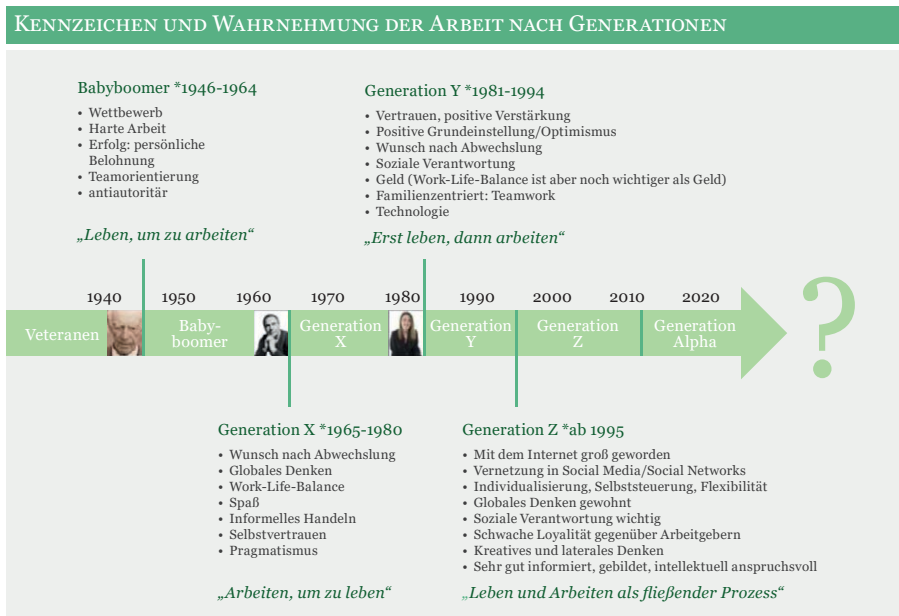 Kennzeichen und Wahrnehmung der Arbeit nach Generationen
Babyboomer *1946-1964
• Wettbewerb
• Harte Arbeit
• Erfolg: persönliche
Belohnung
• Teamorientierung
• antiautoritär
„Leben, um zu arbeiten“
Generation Y *1981-1994
• Vertrauen, positive Verstärkung
• Positive Grundeinstellung/Optimismus
• Wunsch nach Abwechslung
• Soziale Verantwortung
• Geld (Work-Life-Balance ist aber noch wichtiger als Geld)
• Familienzentriert: Teamwork
• Technologie
„Erst leben, dann arbeiten“
1940 1950 1960 1970 1980 1990 2000 2010 2020
Veteranen
Baby-
boomer
Generation
X
Generation
Y
Generation
Z
Generation
Alpha
?
Generation X *1965-1980
• Wunsch nach Abwechslung
• Globales Denken
• Work-Life-Balance
• Spaß
• Informelles Handeln
• Selbstvertrauen
• Pragmatismus
„Arbeiten, um zu leben“
Generation Z *ab 1995
• Mit dem Internet groß geworden
• Vernetzung in Social Media/Social Networks
• Individualisierung, Selbststeuerung, Flexibilität
• Globales Denken gewohnt
• Soziale Verantwortung wichtig
• Schwache Loyalität gegenüber Arbeitgebern
• Kreatives und laterales Denken
• Sehr gut informiert, gebildet, intellektuell anspruchsvoll
„Leben und Arbeiten als fließender Prozess“